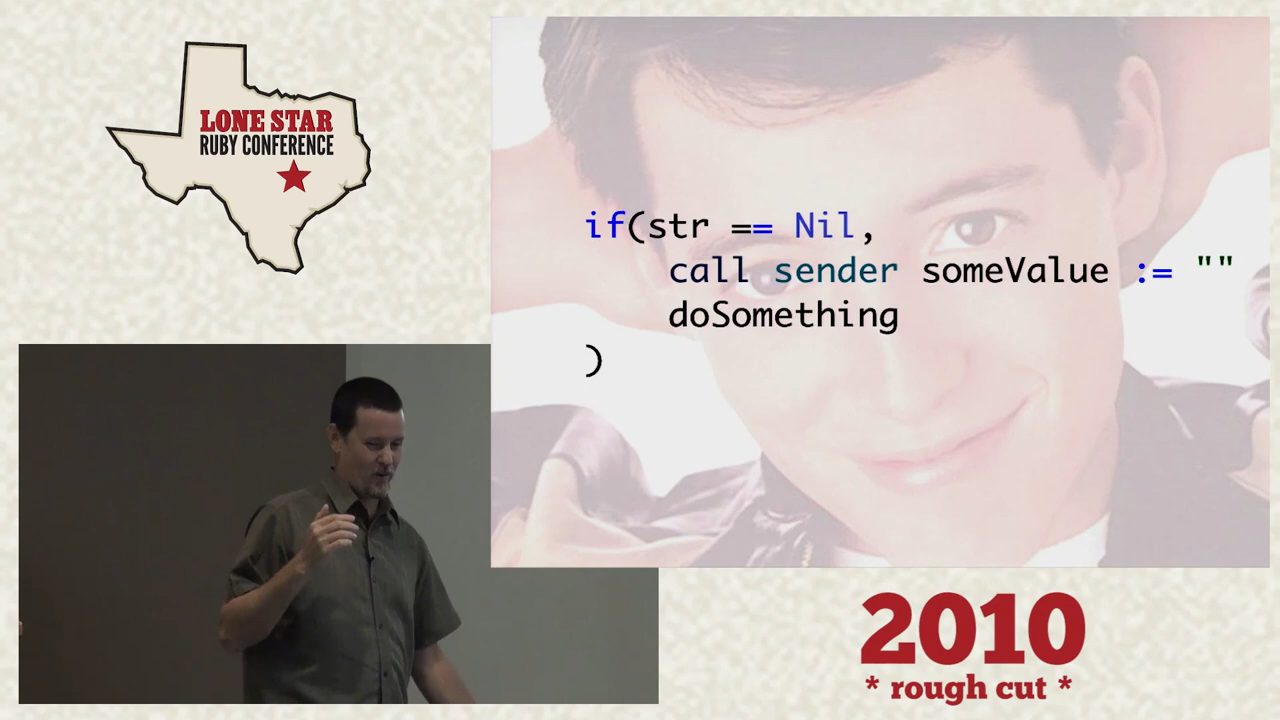 LONE STAR
RUBY CONFERENCE
if(str == Nil,
    call sender someValue := ""
    doSomething
)
2010
* rough cut *